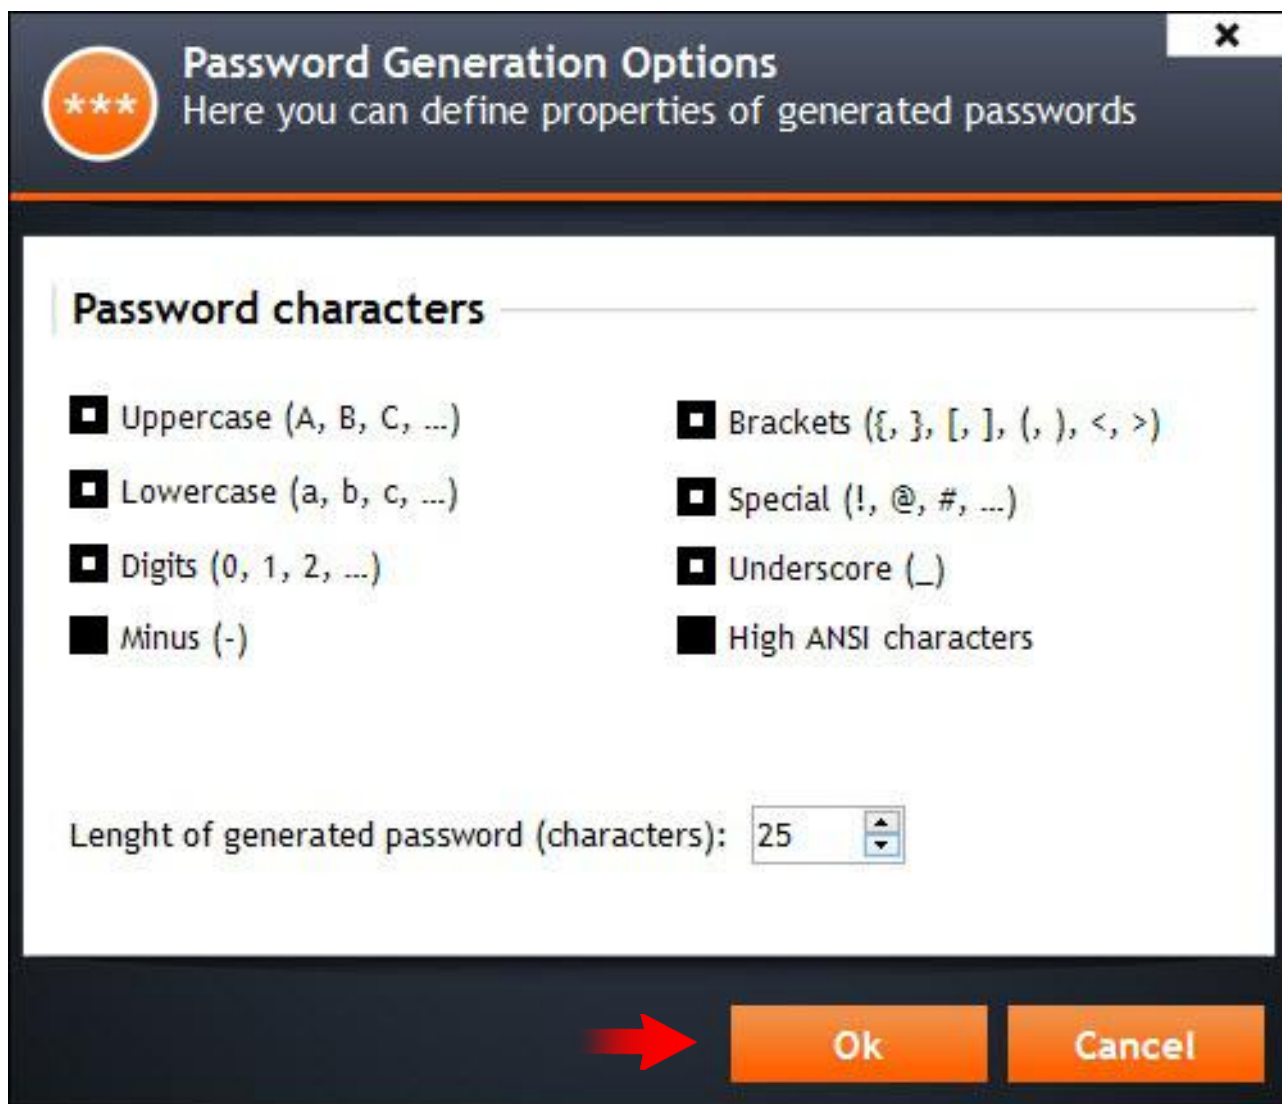 ***
Password Generation Options
Here you can define properties of generated passwords
Password characters
Uppercase (A, B, C, ...)
Lowercase (a, b, c, ...)
Digits (0, 1, 2, ...)
Minus (-)
Brackets ({, }, [, ], (, ), <, >)
Special (!, @, #, ...)
Underscore (_)
High ANSI characters
Lenght of generated password (characters): 25
Ok Cancel